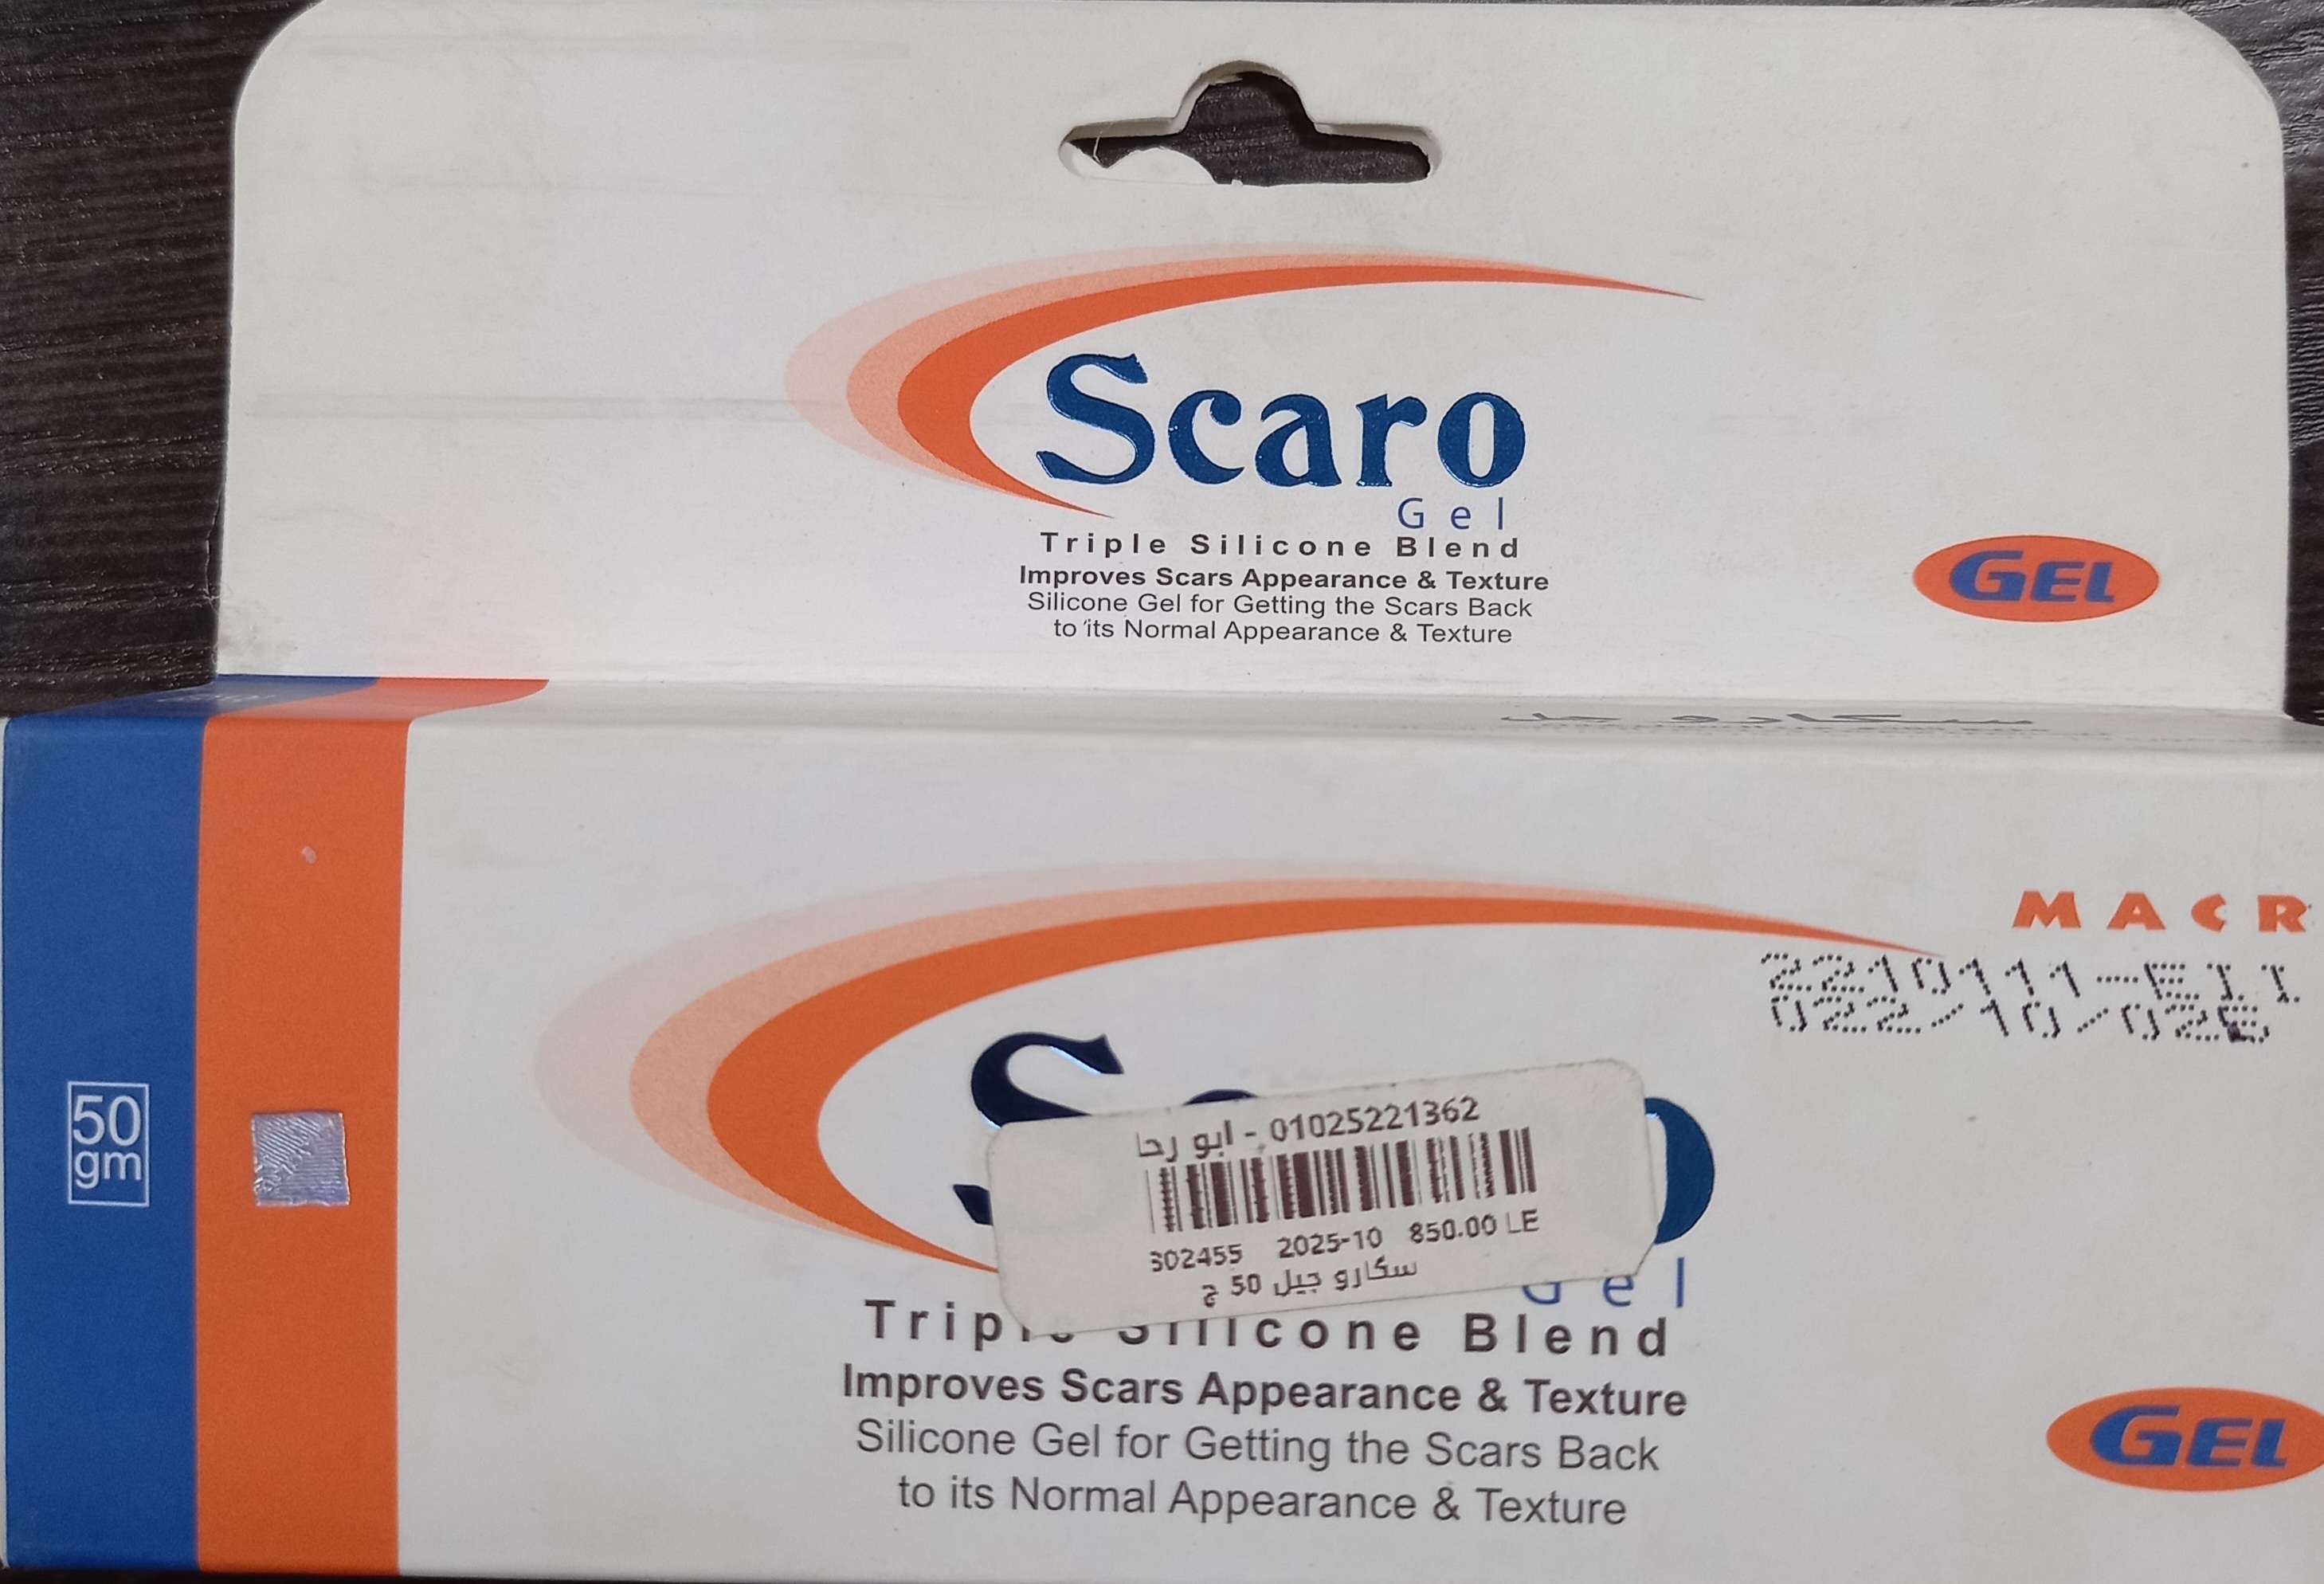 Scaro
Gel
Triple Silicone Blend
Improves Scars Appearance & Texture
Silicone Gel for Getting the Scars Back
to its Normal Appearance & Texture
GEL
سكارو جل
MACR
2210111-EII
50
gm
01025221362 - ابو رحا
302455 2025-10 850.00 LE
سكارو جيل 50 ج
Gel
Silicone Blend
Improves Scars Appearance & Texture
Silicone Gel for Getting the Scars Back
to its Normal Appearance & Texture
GEL